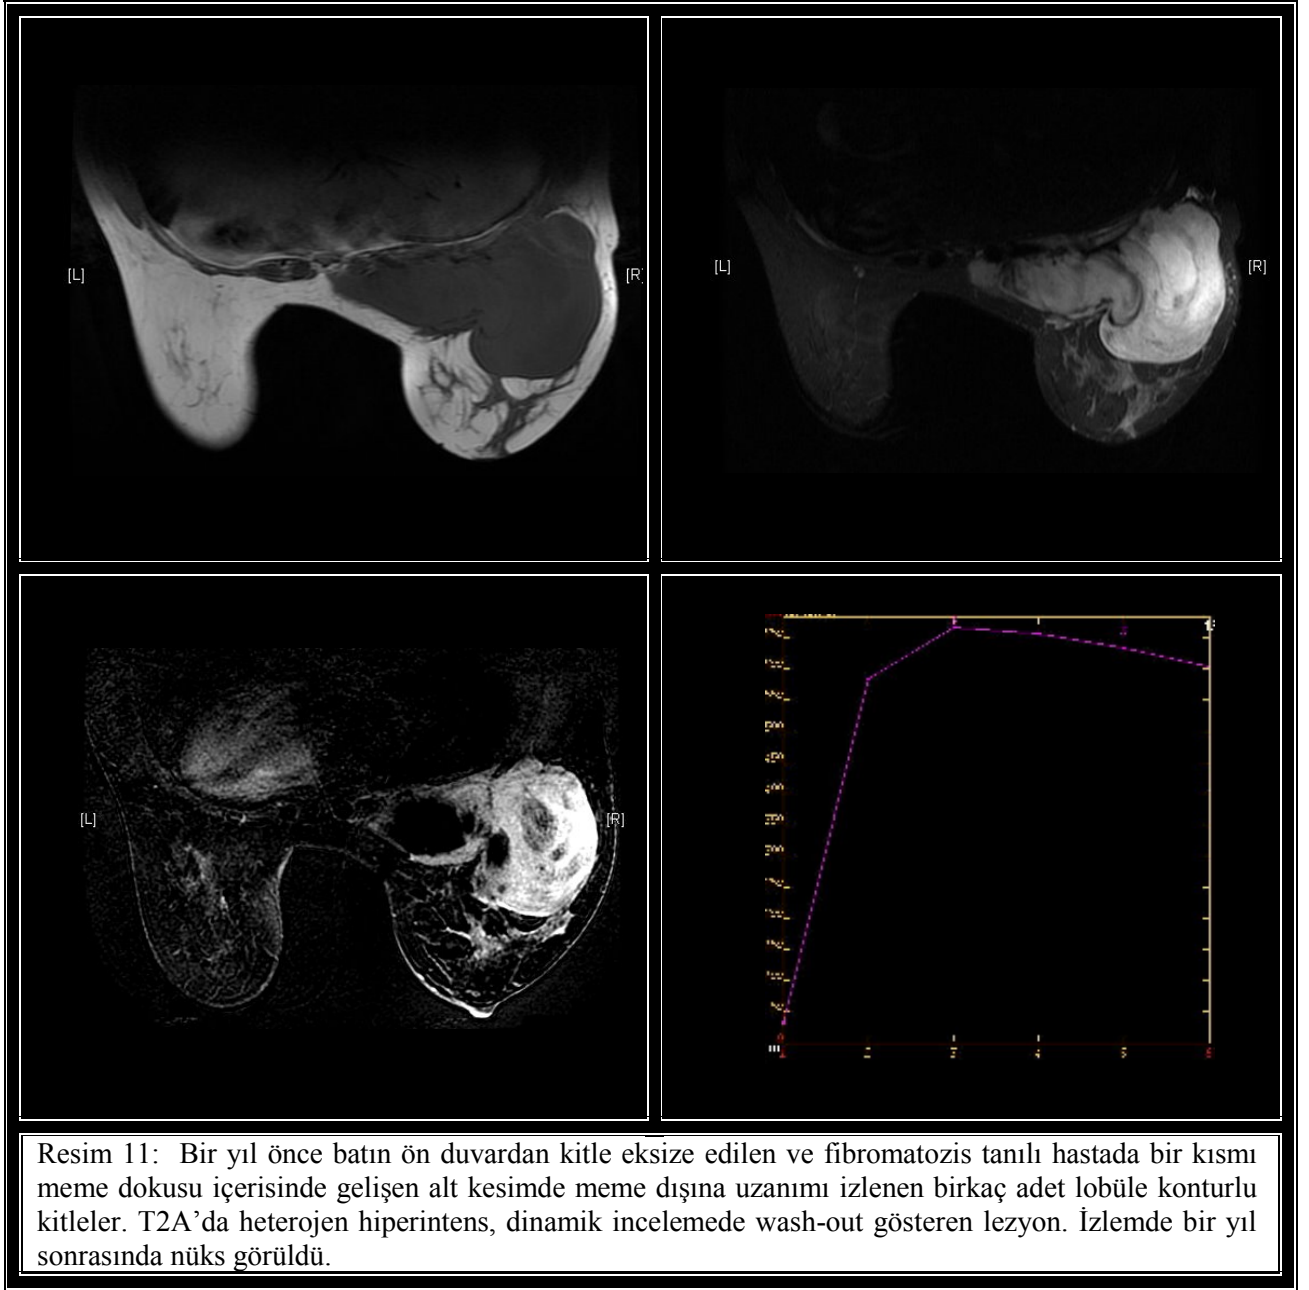 [L]
[R]
[L]
[R]
[L]
[R]
Resim 11: Bir yıl önce batın ön duvardan kitle eksize edilen ve fibromatozis tanılı hastada bir kısmı
meme dokusu içerisinde gelişen alt kesimde meme dışına uzanımı izlenen birkaç adet lobüle konturlu
kitleler. T2A’da heterojen hiperintens, dinamik incelemede wash-out gösteren lezyon. İzlemde bir yıl
sonrasında nüks görüldü.